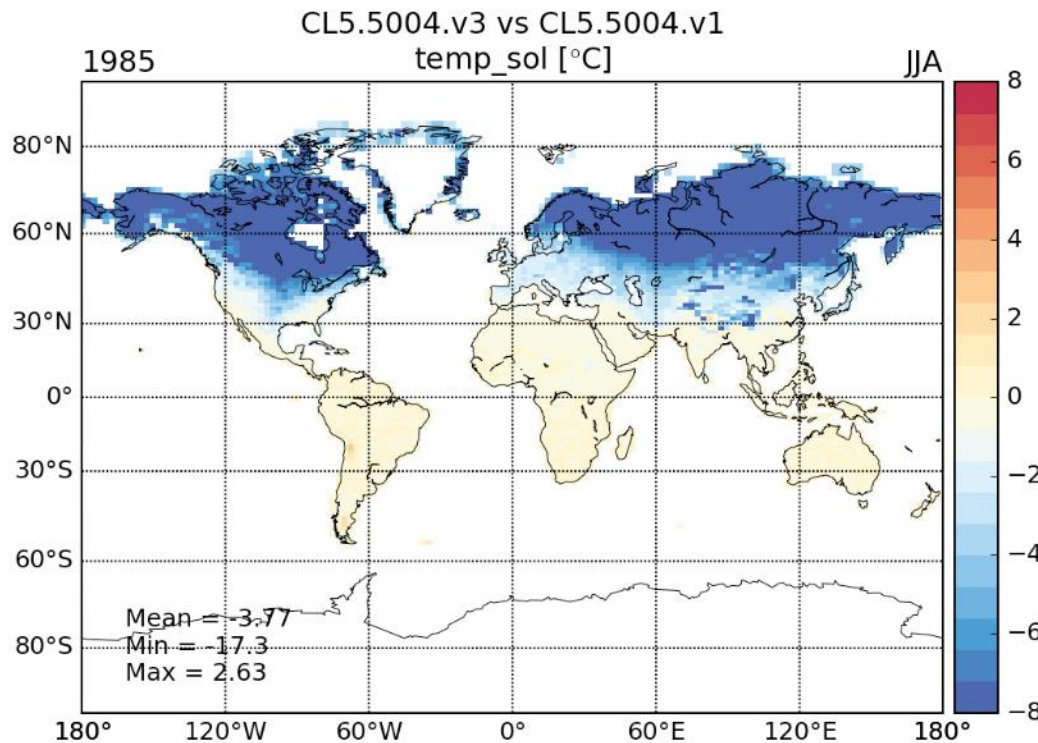 CL5.5004.v3 vs CL5.5004.v1
1985 temp_sol [°C] JJA
8
80°N
6
60°N
4
30°N
2
0°
0
30°S
−2
60°S
−4
Mean = -3.77
Min = -17.3
80°S
−6
Max = 2.63
−8
180° 120°W 60°W 0° 60°E 120°E 180°